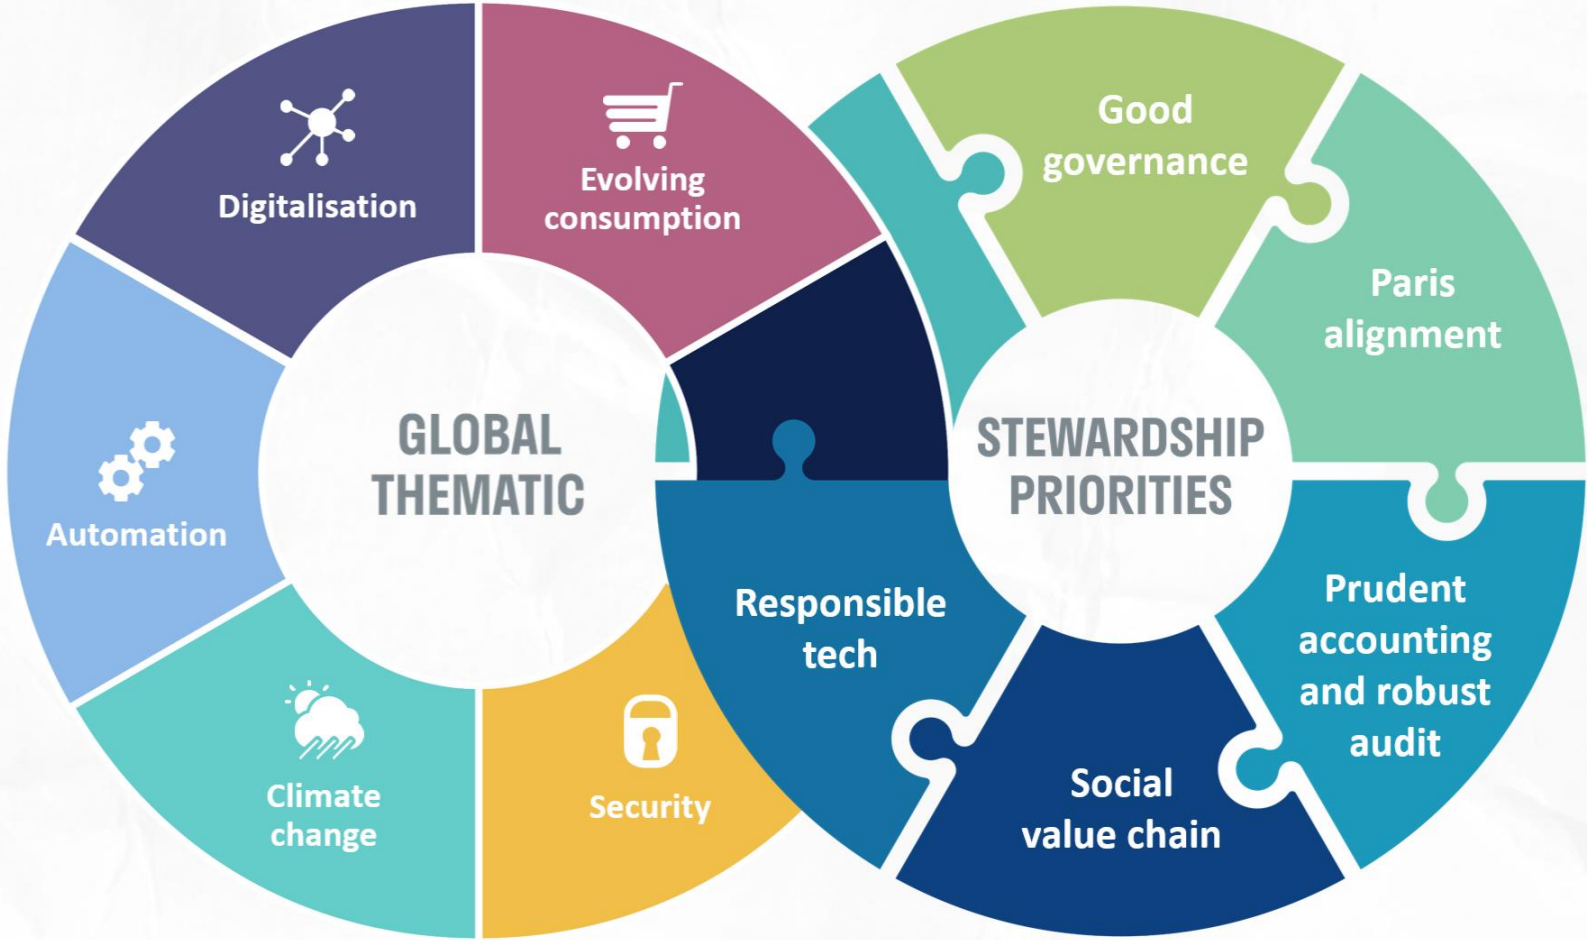 Digitalisation
Evolving
consumption
Automation
GLOBAL
THEMATIC
Climate
change
Security
Good
governance
Paris
alignment
STEWARDSHIP
PRIORITIES
Responsible
tech
Prudent
accounting
and robust
audit
Social
value chain